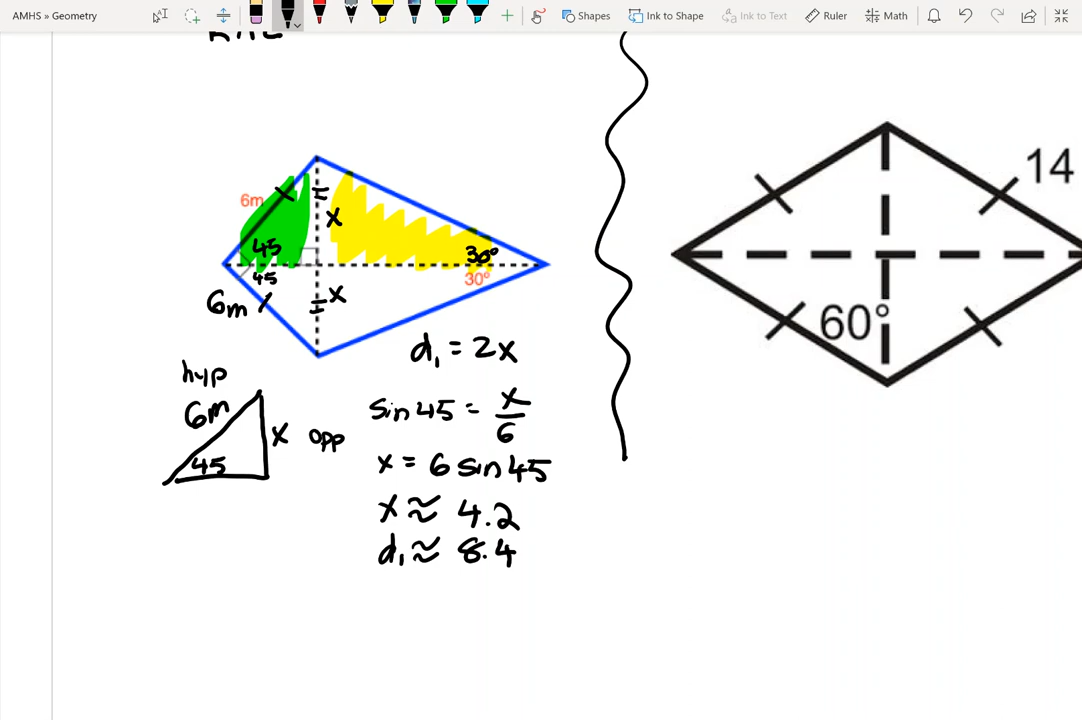 AMHS » Geometry
Shapes
Ink to Shape
Ink to Text
Ruler
Math
6m
=
x
45
30°
45
30°
6m
=
x
d₁ = 2x
hyp
6m
x opp
45
sin 45 = x/6
x = 6 sin 45
x ≈ 4.2
d₁ ≈ 8.4
14
60°